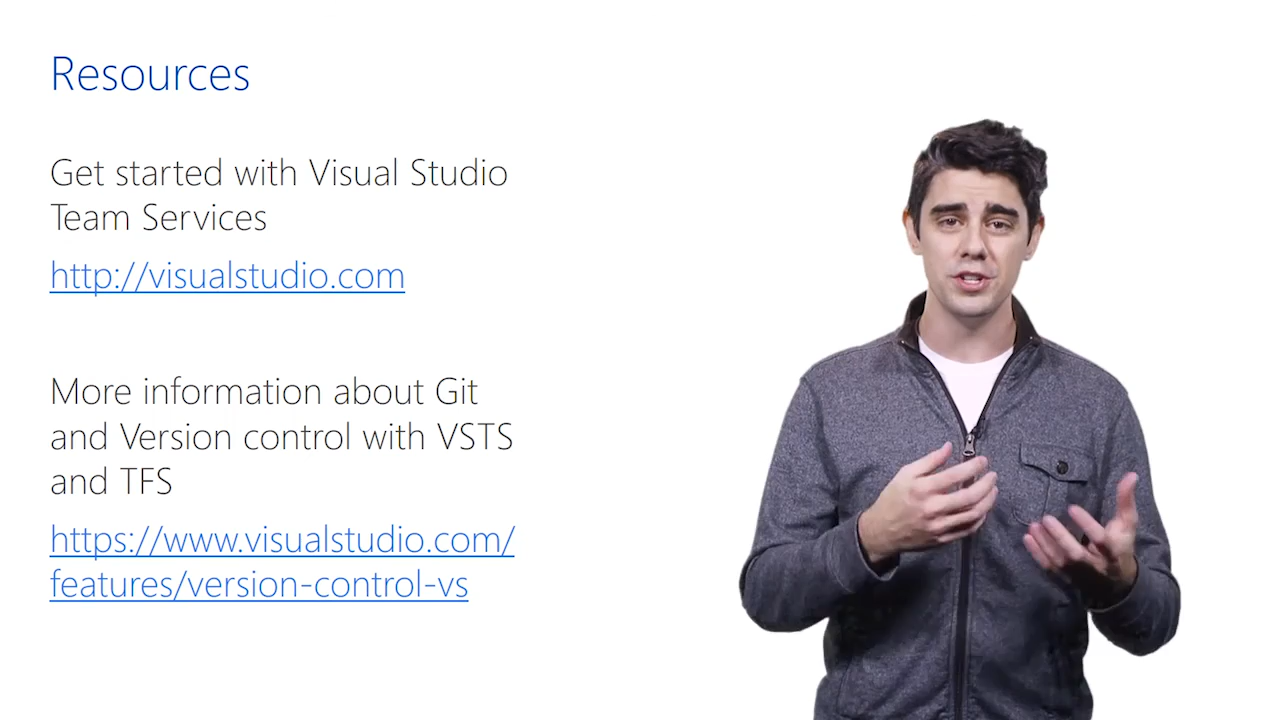 Resources
Get started with Visual Studio
Team Services
http://visualstudio.com
More information about Git
and Version control with VSTS
and TFS
https://www.visualstudio.com/
features/version-control-vs